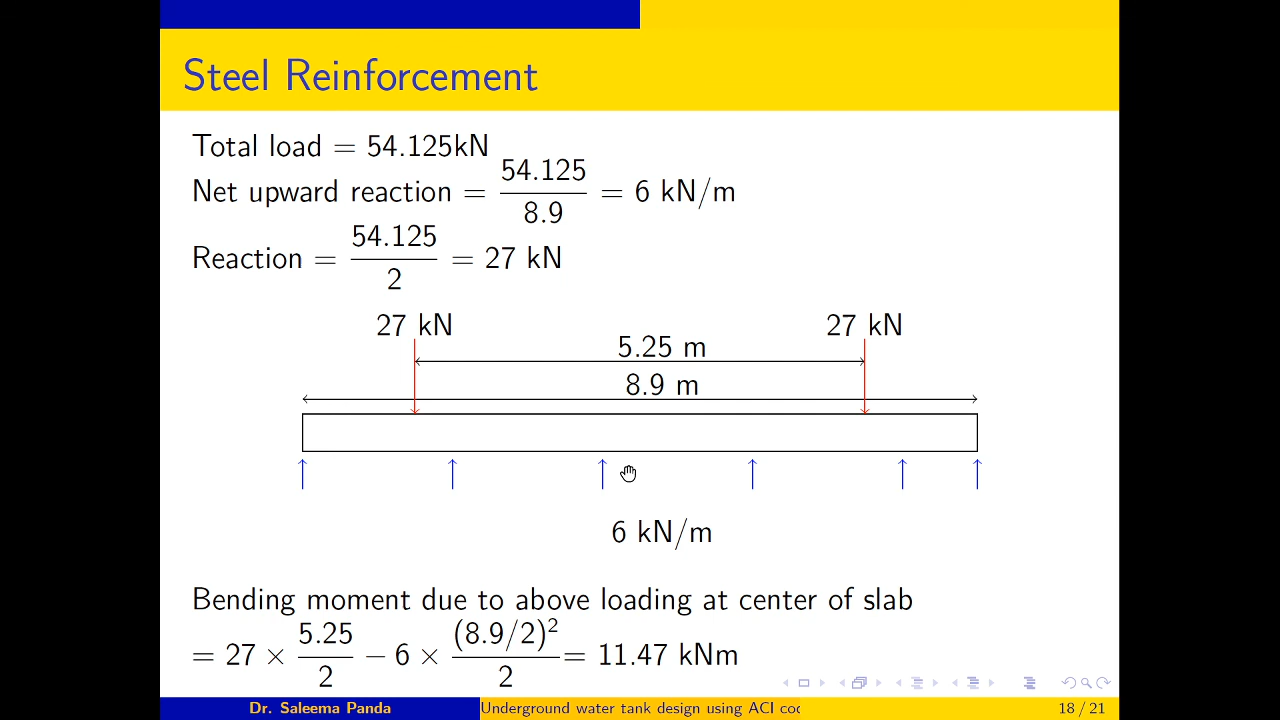 Steel Reinforcement
Total load = 54.125kN
Net upward reaction = 54.125/8.9 = 6 kN/m
Reaction = 54.125/2 = 27 kN
27 kN 27 kN
5.25 m
8.9 m
6 kN/m
Bending moment due to above loading at center of slab
= 27 × 5.25/2 − 6 × (8.9/2)²/2 = 11.47 kNm
Dr. Saleema Panda Underground water tank design using ACI coc 18 / 21